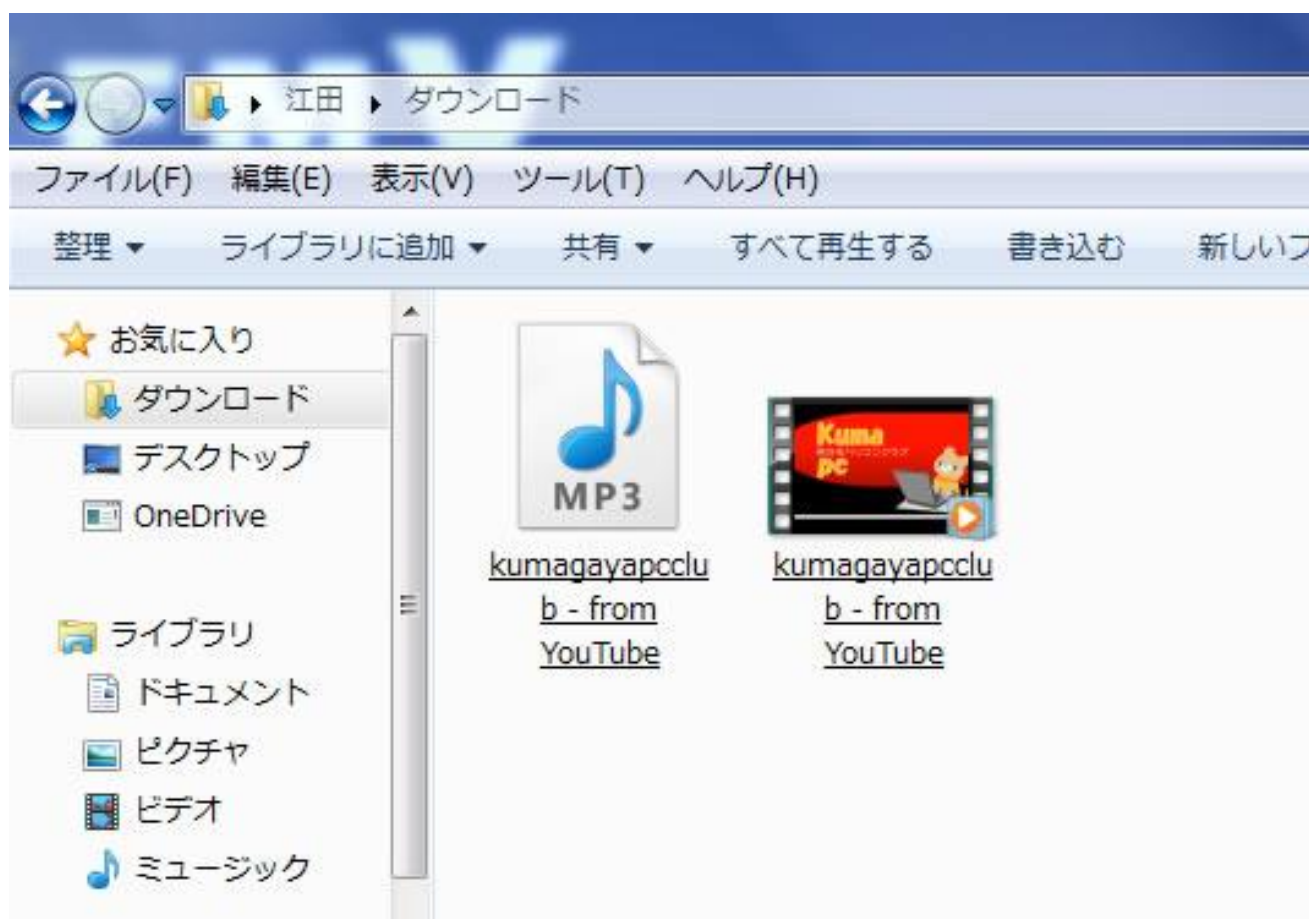 FMV
江田 ダウンロード
ファイル(F) 編集(E) 表示(V) ツール(T) ヘルプ(H)
整理 ライブラリに追加 共有 すべて再生する 書き込む 新しいフ
お気に入り
ダウンロード
デスクトップ
OneDrive
ライブラリ
ドキュメント
ピクチャ
ビデオ
ミュージック
MP3
kumagayapcclu
b - from
YouTube
Kuma
pc
kumagayapcclu
b - from
YouTube